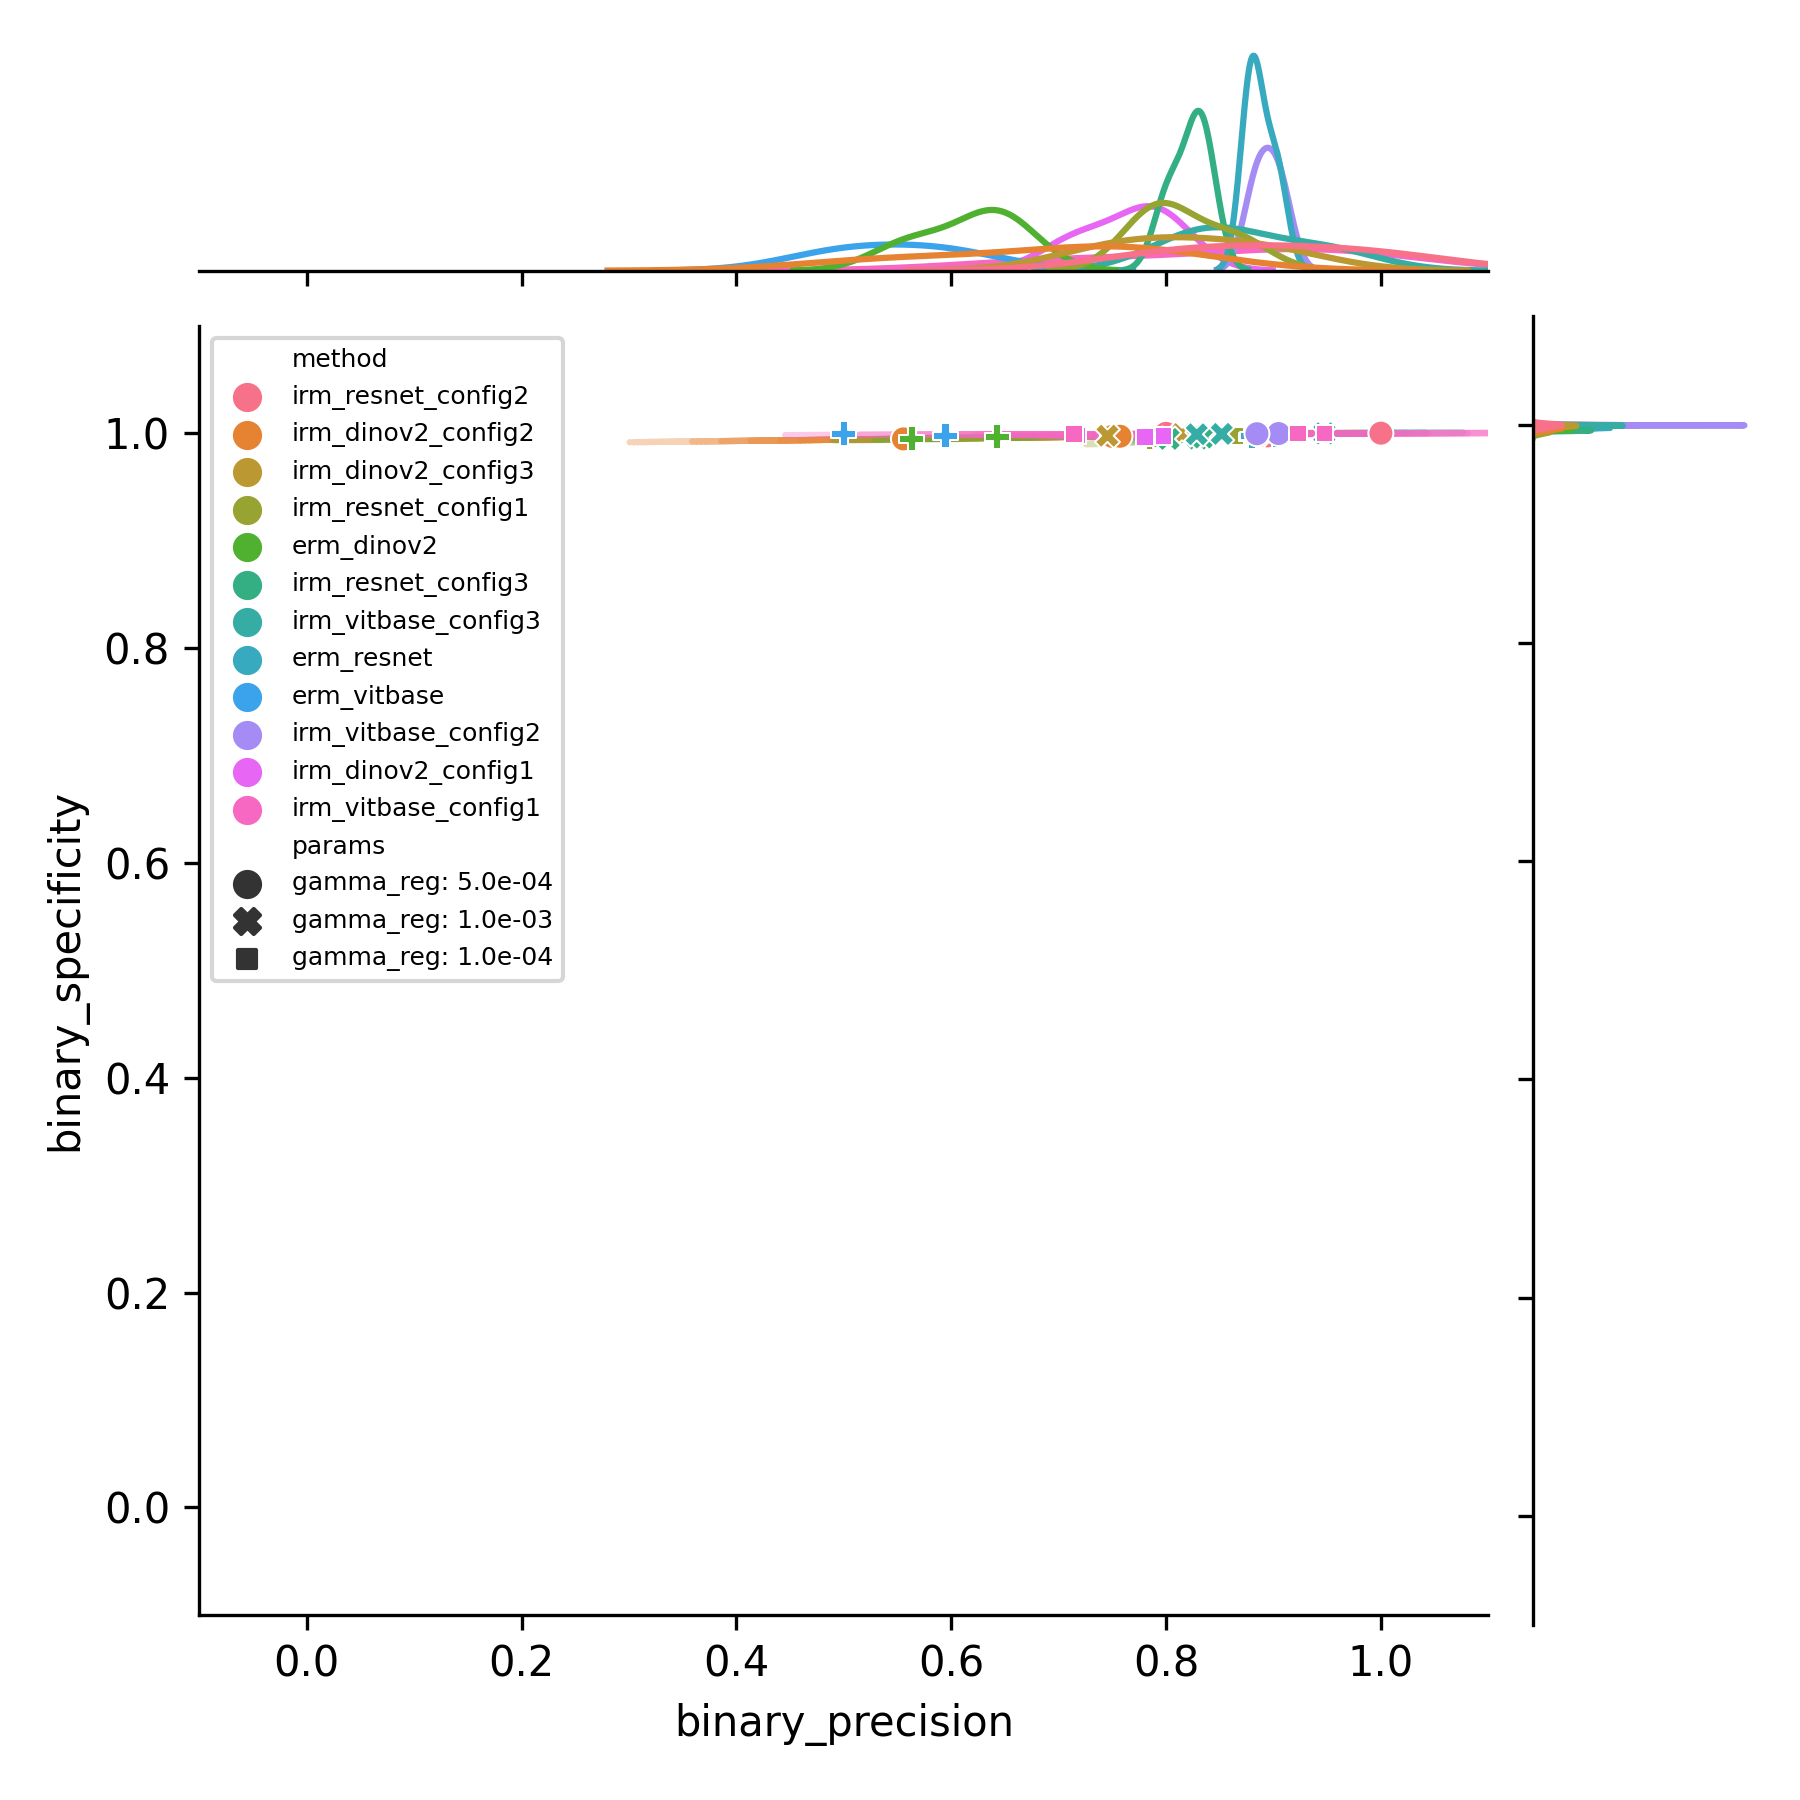 method
irm_resnet_config2
irm_dinov2_config2
irm_dinov2_config3
irm_resnet_config1
erm_dinov2
irm_resnet_config3
irm_vitbase_config3
erm_resnet
erm_vitbase
irm_vitbase_config2
irm_dinov2_config1
irm_vitbase_config1
params
gamma_reg: 5.0e-04
gamma_reg: 1.0e-03
gamma_reg: 1.0e-04
binary_specificity
1.0
0.8
0.6
0.4
0.2
0.0
0.0 0.2 0.4 0.6 0.8 1.0
binary_precision